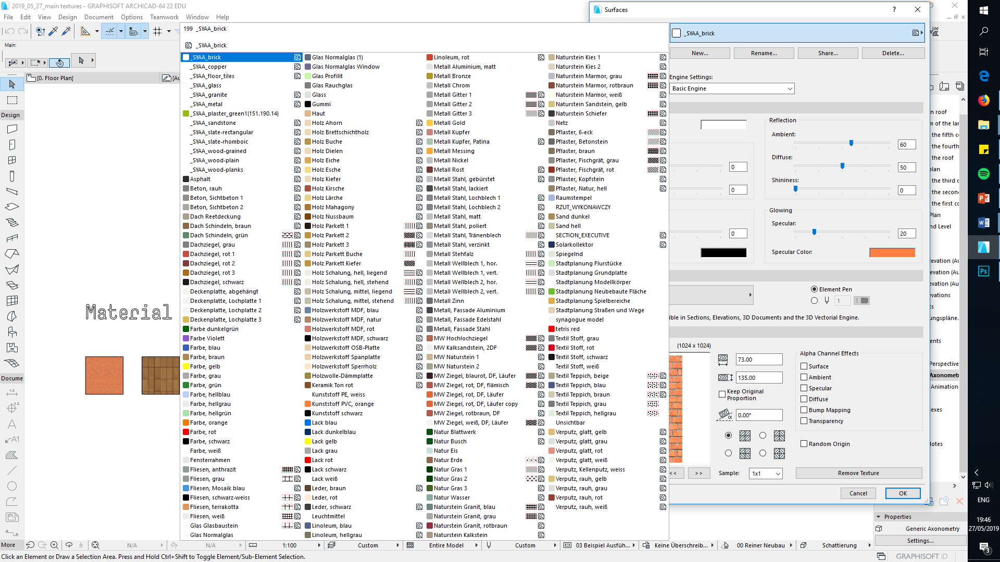 2019_05_27_main textures - GRAPHISOFT ARCHICAD-64 22 EDU
File Edit View Design Document Options Teamwork Window Help
Main:
[0. Floor Plan]
Design
Docume
More
Material
199 _SYAA_brick
_SYAA_brick
_SYAA_brick
_SYAA_copper
_SYAA_floor_tiles
_SYAA_glass
_SYAA_granite
_SYAA_metal
_SYAA_plaster_green1(151.190.14)
_SYAA_sandstone
_SYAA_slate-rectangular
_SYAA_slate-rhomboic
_SYAA_wood-grained
_SYAA_wood-plain
_SYAA_wood-planks
Asphalt
Beton, rauh
Beton, Sichtbeton 1
Beton, Sichtbeton 2
Dach Reetdeckung
Dach Schindeln, braun
Dach Schindeln, grün
Dachziegel, grau
Dachziegel, rot 1
Dachziegel, rot 2
Dachziegel, rot 3
Dachziegel, schwarz
Deckenplatte, abgehängt
Deckenplatte, Lochplatte 1
Deckenplatte, Lochplatte 2
Deckenplatte, Lochplatte 3
Farbe dunkelgrün
Farbe Violett
Farbe, blau
Farbe, braun
Farbe, gelb
Farbe, grau
Farbe, grün
Farbe, hellblau
Farbe, hellgrau
Farbe, hellgrün
Farbe, orange
Farbe, rot
Farbe, schwarz
Farbe, weiß
Fensterrahmen
Fliesen, anthrazit
Fliesen, grau
Fliesen, Mosaik blau
Fliesen, schwarz-weiss
Fliesen, terrakotta
Fliesen, weiß
Glas Glasbaustein
Glas Normalglas
Glas Normalglas (1)
Glas Normalglas Window
Glas Profilit
Glas Rauchglas
Glass
Gummi
Haut
Holz Ahorn
Holz Brettschichtholz
Holz Buche
Holz Dielen
Holz Eiche
Holz Esche
Holz Kiefer
Holz Kirsche
Holz Lärche
Holz Mahagony
Holz Nussbaum
Holz Parkett 1
Holz Parkett 2
Holz Parkett 3
Holz Parkett Buche
Holz Parkett Kiefer
Holz Schalung, hell, liegend
Holz Schalung, hell, stehend
Holz Schalung, mittel, liegend
Holz Schalung, mittel, stehend
Holzwerkstoff MDF, blau
Holzwerkstoff MDF, natur
Holzwerkstoff MDF, rot
Holzwerkstoff MDF, schwarz
Holzwerkstoff OSB-Platte
Holzwerkstoff Spanplatte
Holzwerkstoff Sperrholz
Holzwolle-Dämmplatte
Keramik Ton rot
Kunststoff PE, weiss
Kunststoff PVC, orange
Kunststoff schwarz
Lack blau
Lack dunkelblau
Lack gelb
Lack grau
Lack rot
Lack schwarz
Lack weiß
Leder, braun
Leder, rot
Leder, schwarz
Leuchtmittel
Linoleum, blau
Linoleum, hellgrau
Linoleum, rot
Metall Aluminium, matt
Metall Bronze
Metall Chrom
Metall Gitter 1
Metall Gitter 2
Metall Gitter 3
Metall Gold
Metall Kupfer
Metall Kupfer, Patina
Metall Messing
Metall Nickel
Metall Rost
Metall Stahl, gebürstet
Metall Stahl, lackiert
Metall Stahl, Lochblech 1
Metall Stahl, Lochblech 2
Metall Stahl, matt
Metall Stahl, poliert
Metall Stahl, Tränenblech
Metall Stahl, verzinkt
Metall Stehfalz
Metall Wellblech 1, hor.
Metall Wellblech 1, vert.
Metall Wellblech 2, hor.
Metall Wellblech 2, vert.
Metall Zinn
Metall, Fassade Aluminium
Metall, Fassade Edelstahl
Metall, Fassade Stahl
MW Hochlochziegel
MW Kalksandstein, 2DF
MW Naturstein 1
MW Naturstein 2
MW Ziegel, blaurot, DF, Läufer
MW Ziegel, rot, DF, flämisch
MW Ziegel, rot, DF, Läufer
MW Ziegel, rot, DF, Läufer copy
MW Ziegel, rotbraun, DF
MW Ziegel, weiß, DF, Läufer
Natur Blattwerk
Natur Busch
Natur Eis
Natur Erde
Natur Gras 1
Natur Gras 2
Natur Gras 3
Natur Wasser
Naturstein Granit, blau
Naturstein Granit, grau
Naturstein Granit, rotbraun
Naturstein Kalkstein
Naturstein Kies 1
Naturstein Kies 2
Naturstein Marmor, grau
Naturstein Marmor, rotbraun
Naturstein Marmor, weiß
Naturstein Sandstein, gelb
Naturstein Schiefer
Netz
Pflaster, 6-eck
Pflaster, Betonstein
Pflaster, braun
Pflaster, Fischgrät, grau
Pflaster, Fischgrät, rot
Pflaster, Kopfstein
Pflaster, Natur, hell
Raumstempel
RZUT_WYKONAWCZY
Sand dunkel
Sand hell
SECTION_EXECUTIVE
Solarkollektor
Spiegelnd
Stadtplanung Flurstücke
Stadtplanung Grundplatte
Stadtplanung Modellkörper
Stadtplanung Neubebaute Fläche
Stadtplanung Spielbereiche
Stadtplanung Straßen und Wege
synagogue model
tetris red
Textil Stoff, grau
Textil Stoff, rot
Textil Stoff, schwarz
Textil Stoff, weiß
Textil Teppich, beige
Textil Teppich, blau
Textil Teppich, braun
Textil Teppich, grau
Textil Teppich, hellgrau
Unsichtbar
Verputz, glatt, gelb
Verputz, glatt, grau
Verputz, glatt, rot
Verputz, glatt, weiß
Verputz, Kellenputz, weiss
Verputz, rauh, gelb
Verputz, rauh, grau
Verputz, rauh, rot
Verputz, rauh, weiß
Surfaces
?
_SYAA_brick
New... Rename... Share... Delete...
Engine Settings:
Basic Engine
Reflection
Ambient:
60
Diffuse:
0
50
Shininess:
0
0
Glowing
Specular:
0
20
Specular Color:
Element Pen
1
ible in Sections, Elevations, 3D Documents and the 3D Vectorial Engine.
(1024 x 1024)
73.00
135.00
Keep Original
Proportion
0.00°
Alpha Channel Effects
Surface
Ambient
Specular
Diffuse
Bump Mapping
Transparency
Random Origin
<< >>
Sample: 1x1
Remove Texture
Cancel OK
n roof
m of the lar
the fifth c
the fourth
the roof
plan
the third c
the secon
the first c
Plan
nd Level
levation (Au
evation (Au
levation (Au
evations
ts
ungspläne.
ents
Perspective
Axonomet
Animation
lexes
lotes
Properties
Generic Axonometry
Settings...
N/A N/A 1:100 Custom Entire Model Custom 03 Beispiel Ausfüh... Keine Überschreib... 00 Reiner Neubau Schattierung
Click an Element or Draw a Selection Area. Press and Hold Ctrl+Shift to Toggle Element/Sub-Element Selection.
GRAPHISOFT ID
ENG
19:46
27/05/2019
3